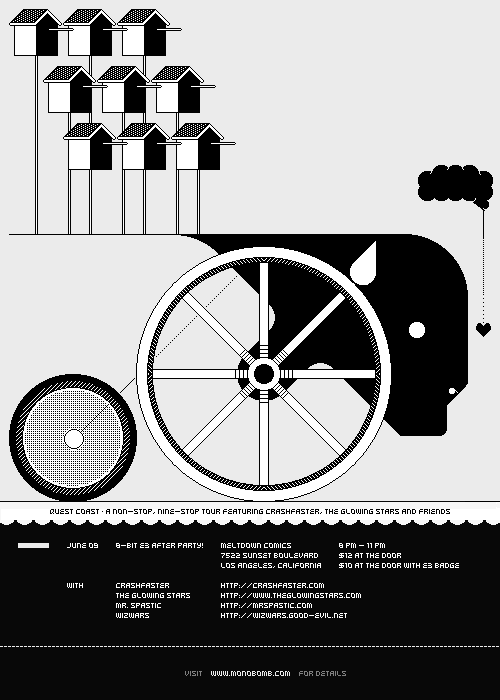 QUEST COAST · A NON-STOP, NINE-STOP TOUR FEATURING CRASHFASTER, THE GLOWING STARS AND FRIENDS
JUNE 09 8-BIT E3 AFTER PARTY! MELTDOWN COMICS 8 PM – 11 PM
7522 SUNSET BOULEVARD $12 AT THE DOOR
LOS ANGELES, CALIFORNIA $10 AT THE DOOR WITH E3 BADGE
WITH CRASHFASTER HTTP://CRASHFASTER.COM
THE GLOWING STARS HTTP://WWW.THEGLOWINGSTARS.COM
MR. SPASTIC HTTP://MRSPASTIC.COM
WIZWARS HTTP://WIZWARS.GOOD-EVIL.NET
VISIT WWW.MONOBOMB.COM FOR DETAILS